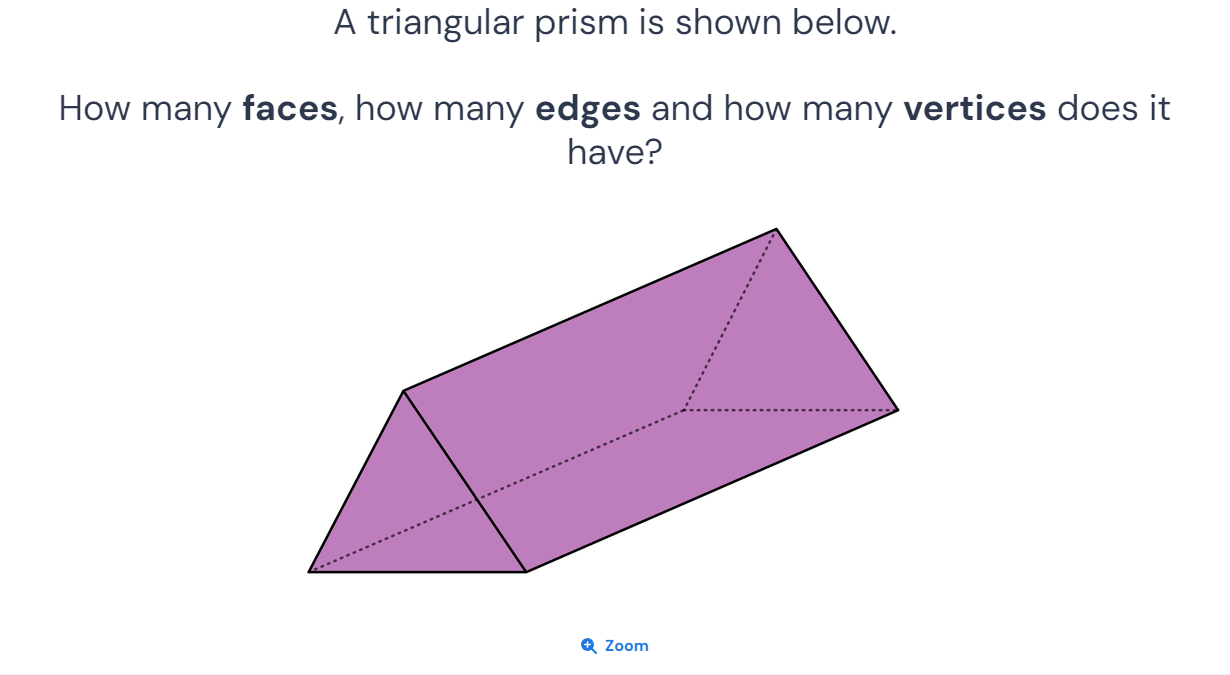 A triangular prism is shown below.
How many faces, how many edges and how many vertices does it
have?
Zoom